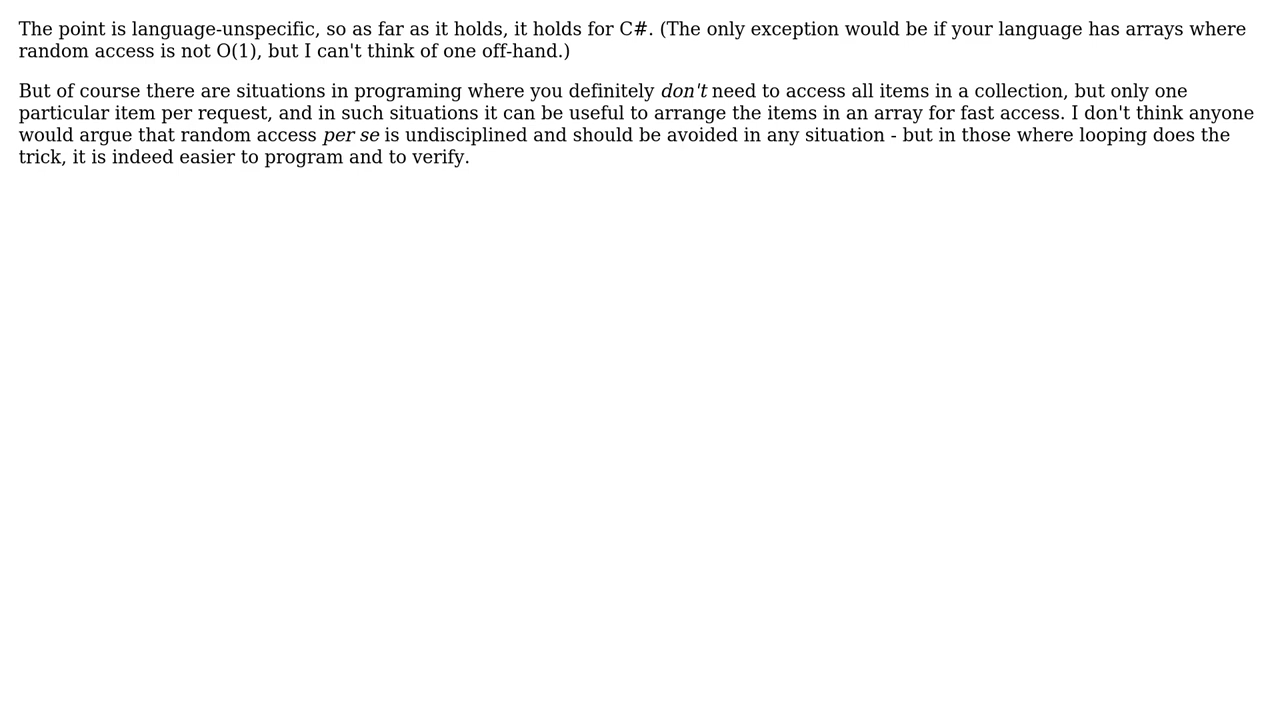 The point is language-unspecific, so as far as it holds, it holds for C#. (The only exception would be if your language has arrays where
random access is not O(1), but I can't think of one off-hand.)
But of course there are situations in programing where you definitely don't need to access all items in a collection, but only one
particular item per request, and in such situations it can be useful to arrange the items in an array for fast access. I don't think anyone
would argue that random access per se is undisciplined and should be avoided in any situation - but in those where looping does the
trick, it is indeed easier to program and to verify.